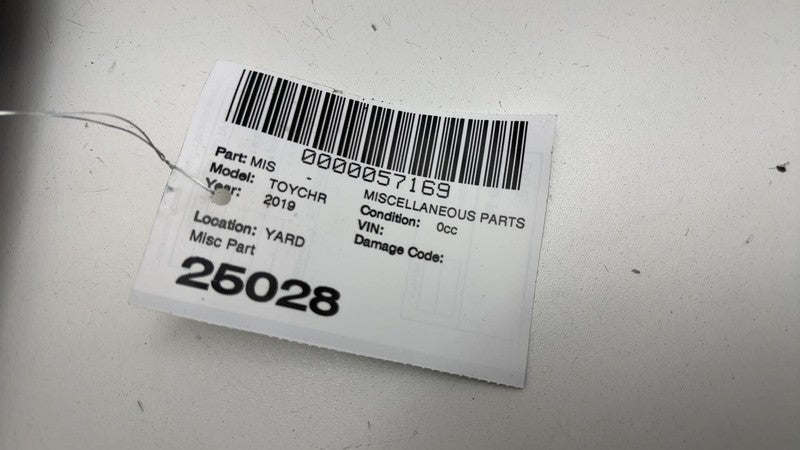 0000057169
Part: MIS - MISCELLANEOUS PARTS
Model: TOYCHR Condition: 0cc
Year: 2019 VIN:
Location: YARD Damage Code:
Misc Part
25028